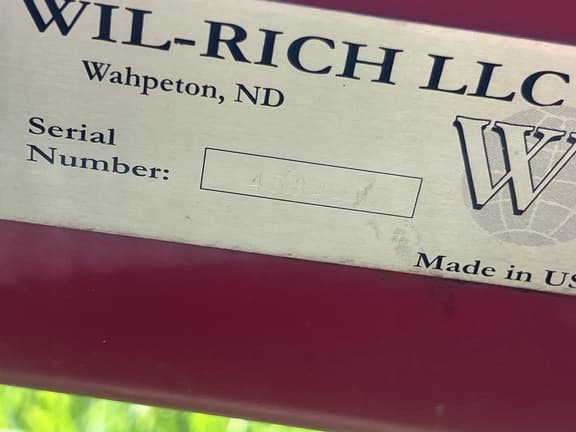 WIL-RICH LLC
Wahpeton, ND
Serial
Number:
W
Made in US